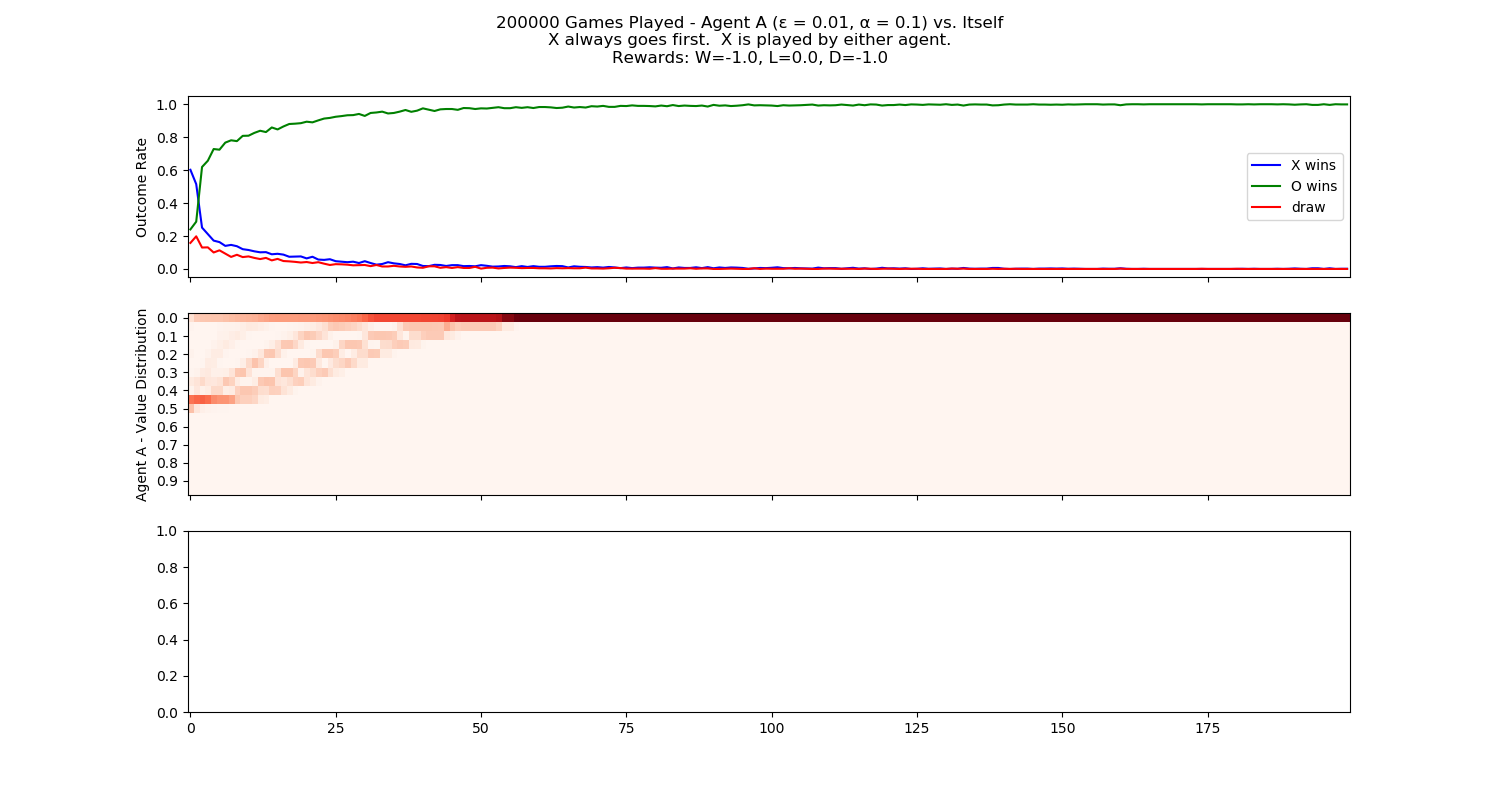 200000 Games Played - Agent A (ε = 0.01, α = 0.1) vs. Itself
X always goes first.  X is played by either agent.
Rewards: W=-1.0, L=0.0, D=-1.0
Outcome Rate
1.0
0.8
0.6
0.4
0.2
0.0
X wins
O wins
draw
Agent A - Value Distribution
0.0
0.1
0.2
0.3
0.4
0.5
0.6
0.7
0.8
0.9
1.0
0.8
0.6
0.4
0.2
0.0
0 25 50 75 100 125 150 175